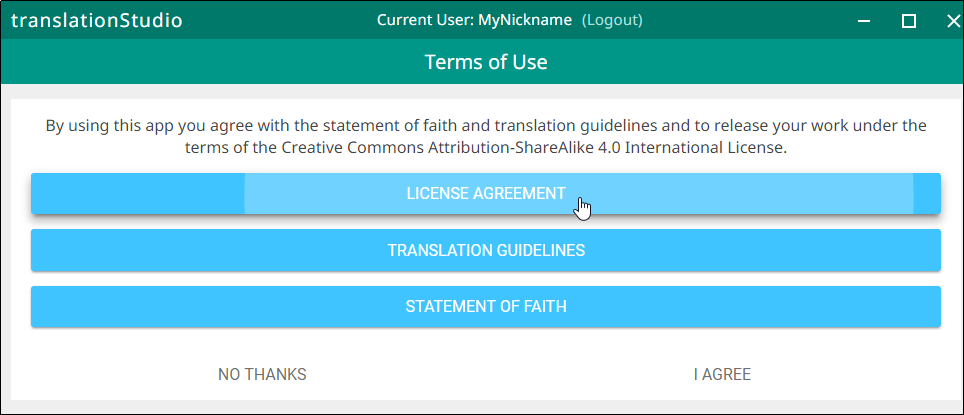 translationStudio
Current User: MyNickname (Logout)
Terms of Use
By using this app you agree with the statement of faith and translation guidelines and to release your work under the
terms of the Creative Commons Attribution-ShareAlike 4.0 International License.
LICENSE AGREEMENT
TRANSLATION GUIDELINES
STATEMENT OF FAITH
NO THANKS
I AGREE